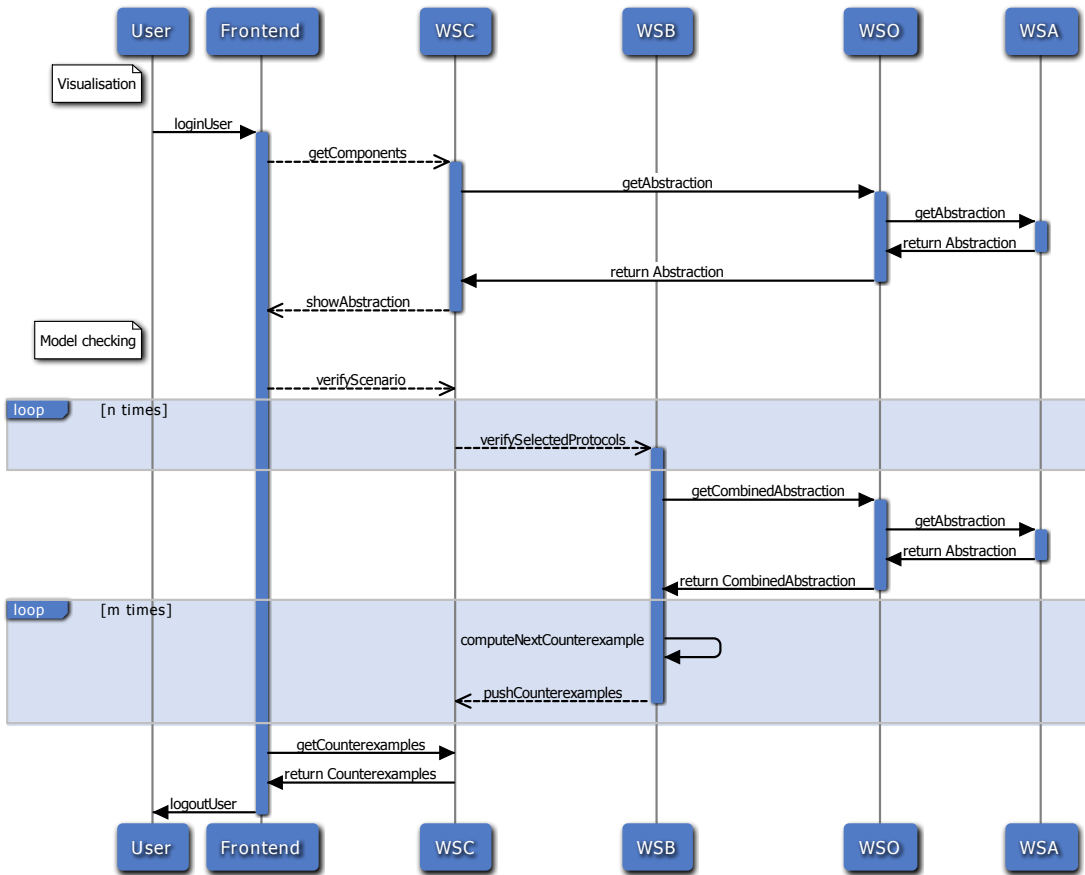 User
Frontend
WSC
WSB
WSO
WSA
Visualisation
loginUser
getComponents
getAbstraction
getAbstraction
return Abstraction
return Abstraction
showAbstraction
Model checking
verifyScenario
loop [n times]
verifySelectedProtocols
getCombinedAbstraction
getAbstraction
return Abstraction
return CombinedAbstraction
loop [m times]
computeNextCounterexample
pushCounterexamples
getCounterexamples
return Counterexamples
logoutUser
User
Frontend
WSC
WSB
WSO
WSA